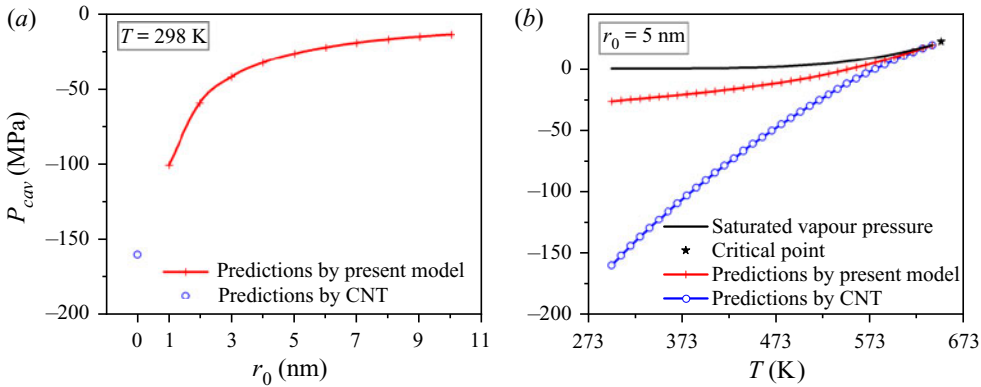 (a)
T = 298 K
0
−50
−100
−150
−200
P_cav (MPa)
Predictions by present model
Predictions by CNT
0 1 3 5 7 9 11
r_0 (nm)
(b)
r_0 = 5 nm
0
−50
−100
−150
−200
Saturated vapour pressure
Critical point
Predictions by present model
Predictions by CNT
273 373 473 573 673
T (K)